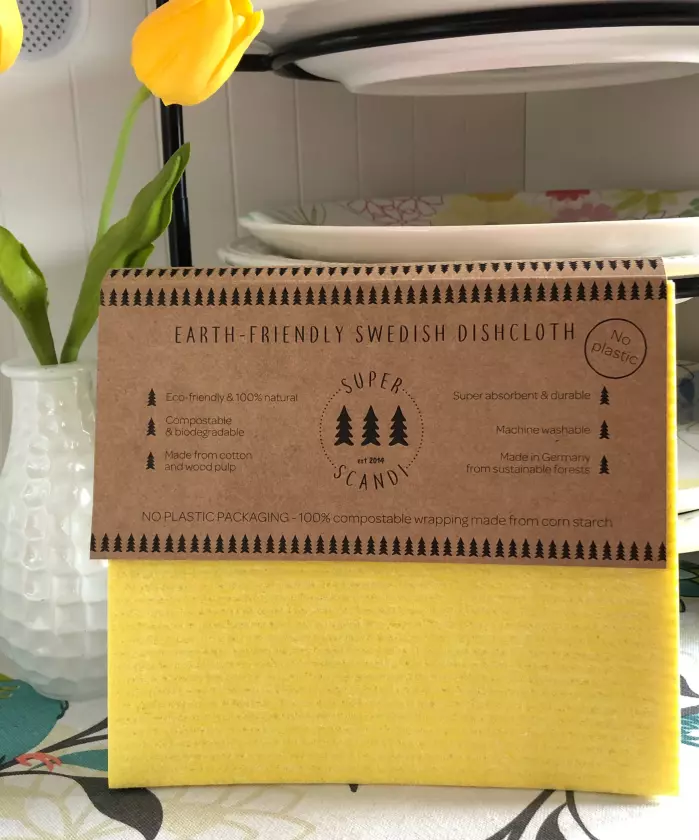 EARTH-FRIENDLY SWEDISH DISHCLOTH
No
plastic
Eco-friendly & 100% natural
Compostable
& biodegradable
Made from cotton
and wood pulp
SUPER
est 2014
SCANDI
Super absorbent & durable
Machine washable
Made in Germany
from sustainable forests
NO PLASTIC PACKAGING - 100% compostable wrapping made from corn starch